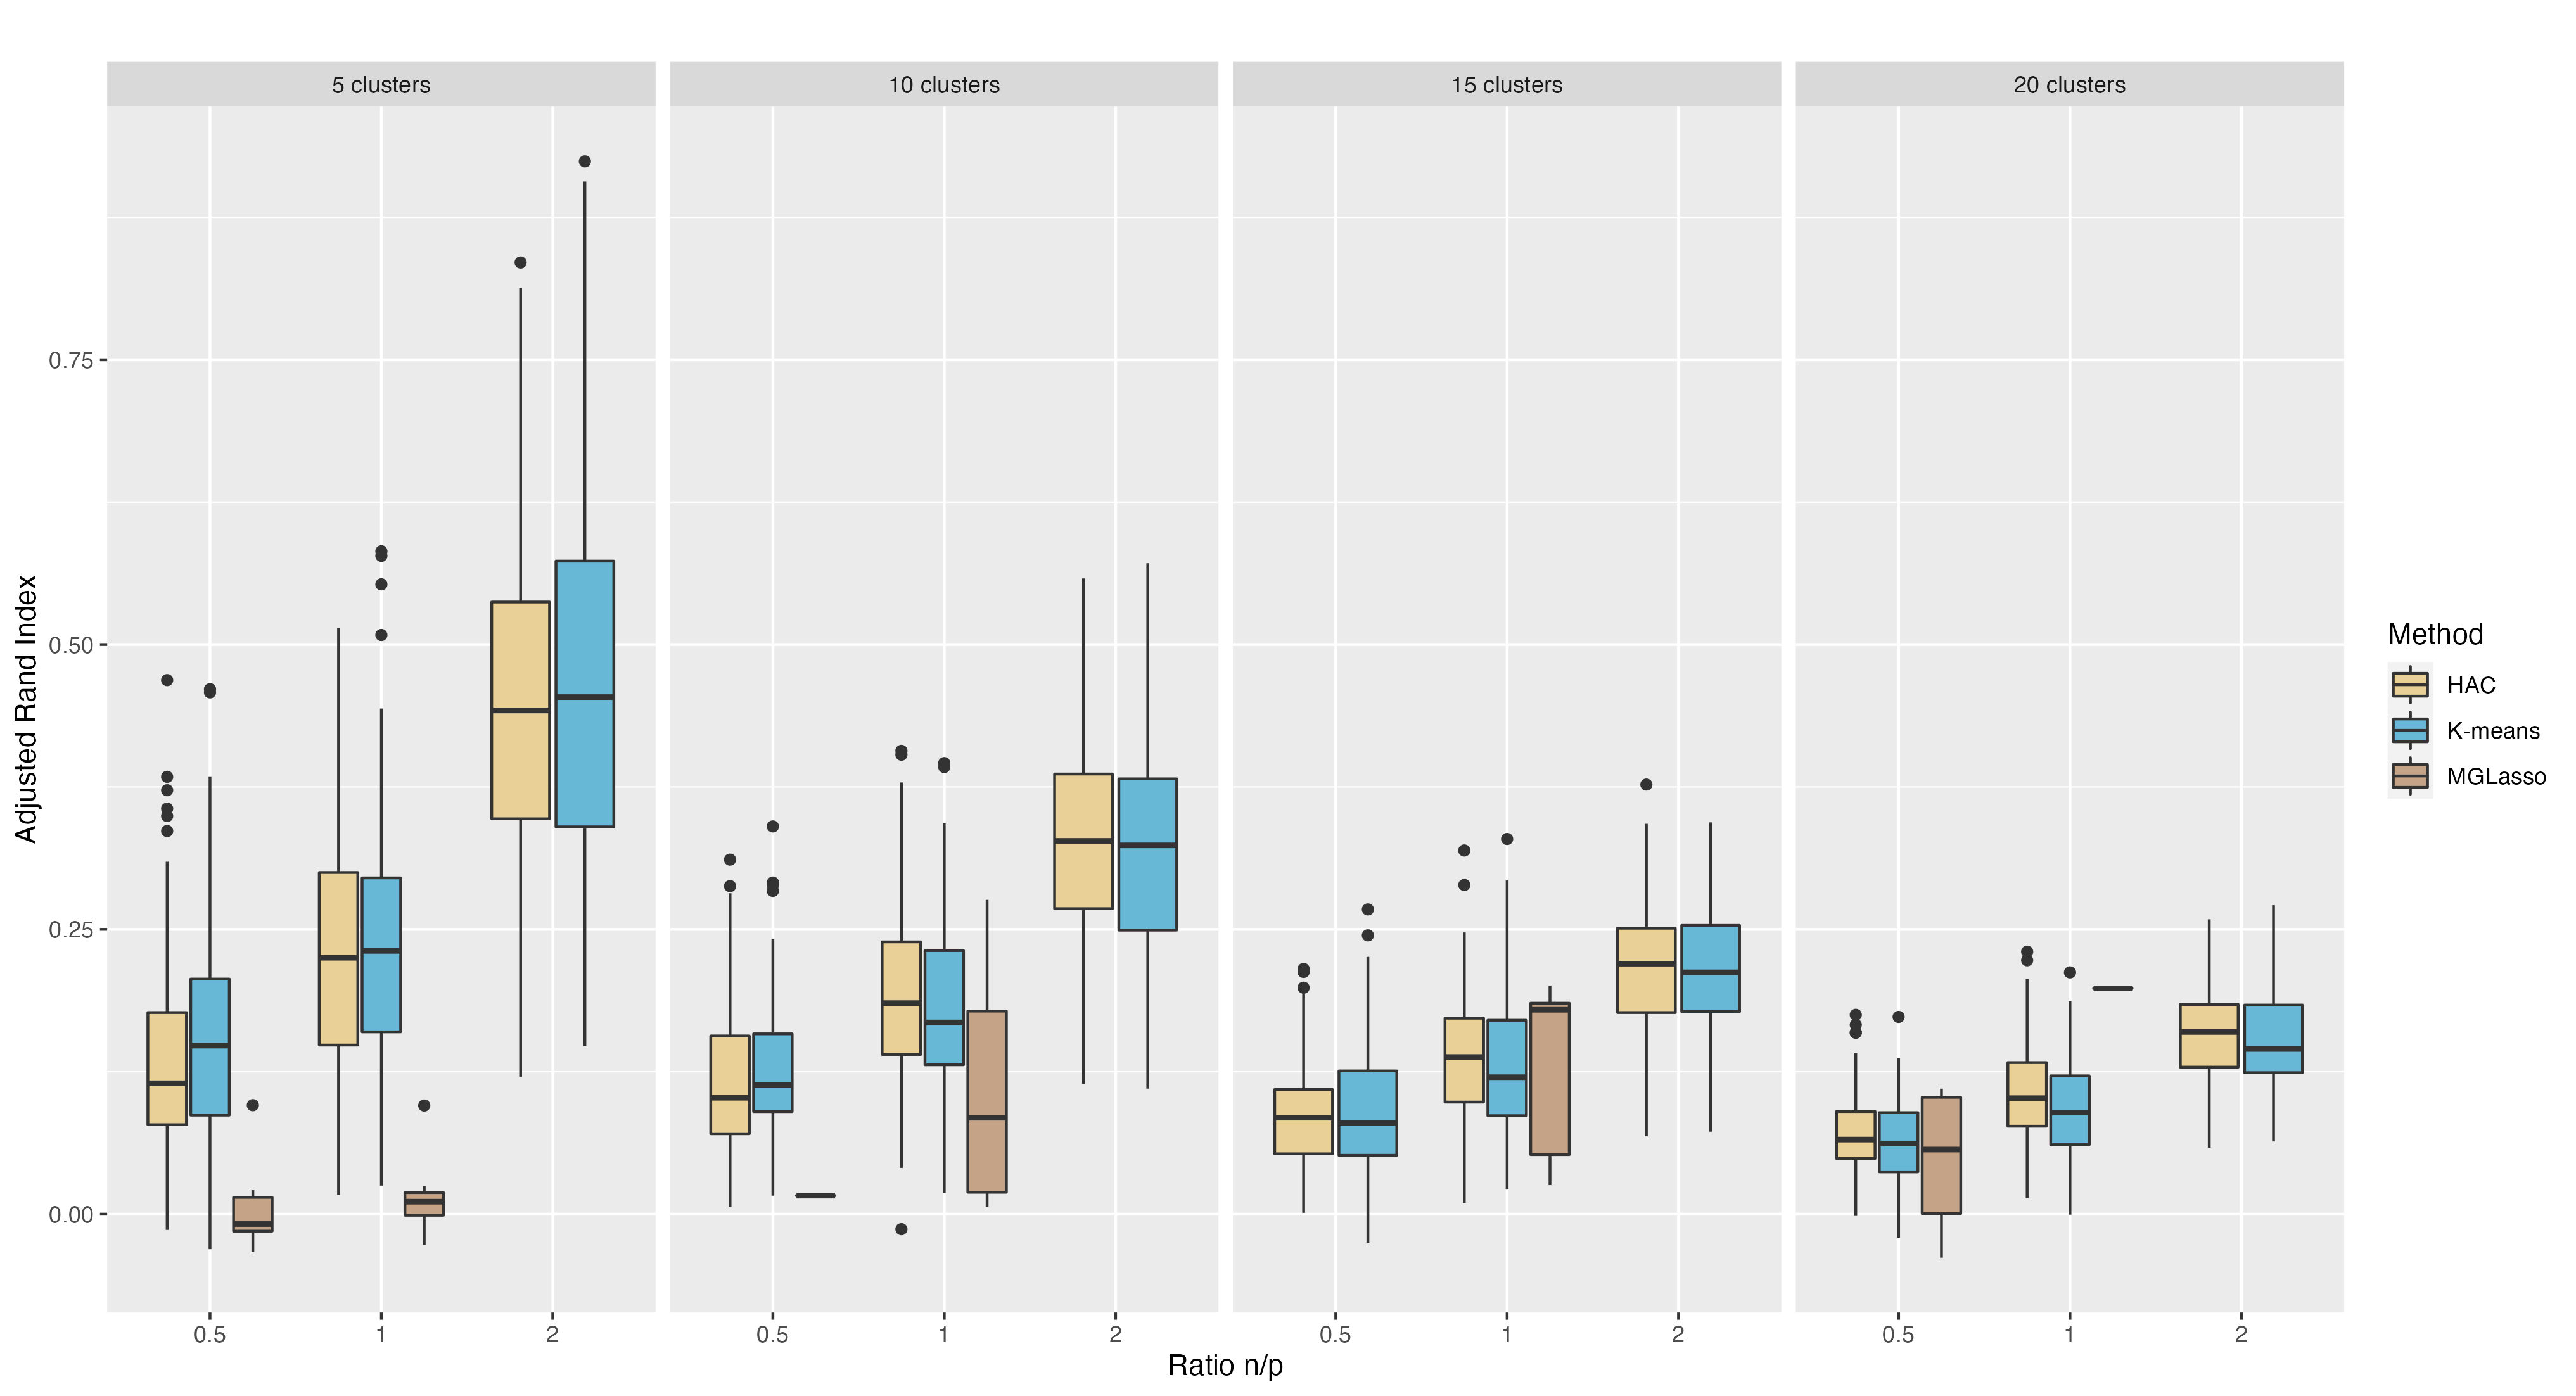 5 clusters
10 clusters
15 clusters
20 clusters
Adjusted Rand Index
0.75
0.50
0.25
0.00
0.5 1 2
0.5 1 2
0.5 1 2
0.5 1 2
Ratio n/p
Method
HAC
K-means
MGLasso